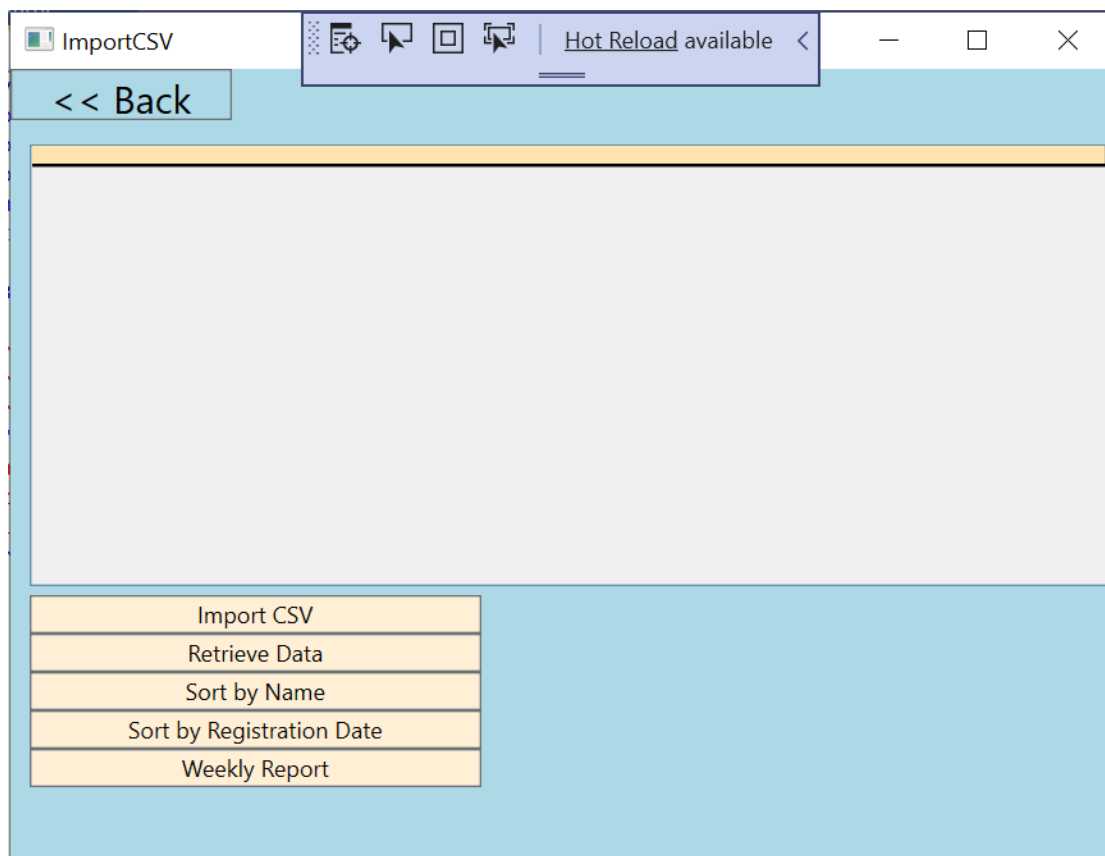 ImportCSV
Hot Reload available
<< Back
Import CSV
Retrieve Data
Sort by Name
Sort by Registration Date
Weekly Report